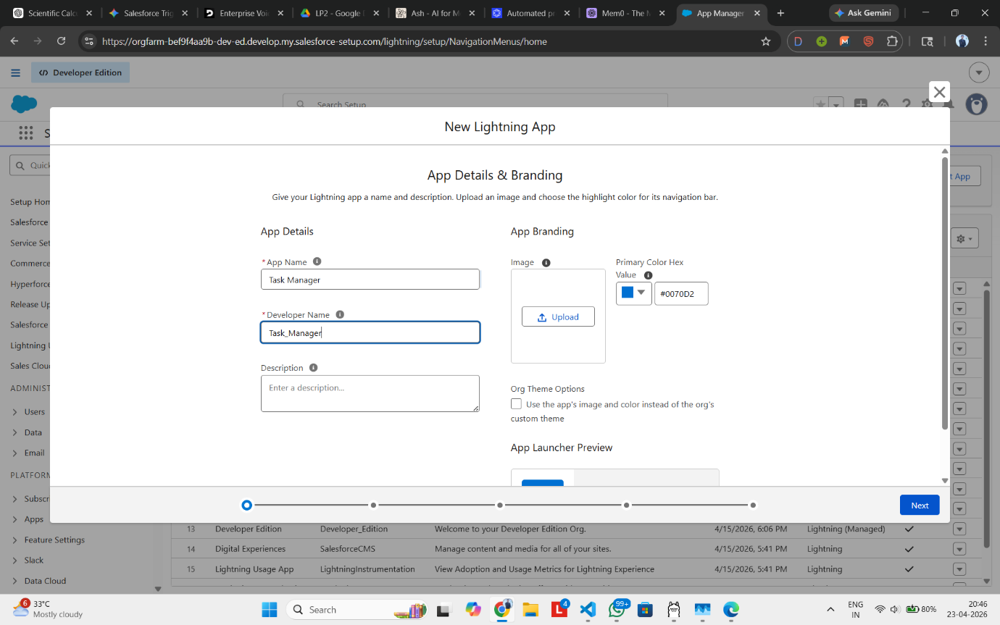 Scientific Calc
Salesforce Trig
Enterprise Voi
LP2 - Google
Ash - AI for M
Automated p
Mem0 - The M
App Manager
Ask Gemini
https://orgfarm-bef9f4aa9b-dev-ed.develop.my.salesforce-setup.com/lightning/setup/NavigationMenus/home
Developer Edition
Search Setup
New Lightning App
Quick
t App
App Details & Branding
Give your Lightning app a name and description. Upload an image and choose the highlight color for its navigation bar.
Setup Hom
Salesforce
Service Set
Commerce
Hyperforce
Release Up
Salesforce
Lightning
Sales Clou
ADMINIST
Users
Data
Email
PLATFORM
Subscr
Apps
Feature Settings
Slack
Data Cloud
App Details
App Branding
* App Name
Task Manager
* Developer Name
Task_Manager
Description
Enter a description...
Image
Upload
Primary Color Hex
Value
#0070D2
Org Theme Options
Use the app's image and color instead of the org's
custom theme
App Launcher Preview
Next
13 Developer Edition Developer_Edition Welcome to your Developer Edition Org. 4/15/2026, 6:06 PM Lightning (Managed)
14 Digital Experiences SalesforceCMS Manage content and media for all of your sites. 4/15/2026, 5:41 PM Lightning
15 Lightning Usage App LightningInstrumentation View Adoption and Usage Metrics for Lightning Experience 4/15/2026, 5:41 PM Lightning
6
33°C
Mostly cloudy
Search
4
99+
ENG
IN
80%
20:46
23-04-2026